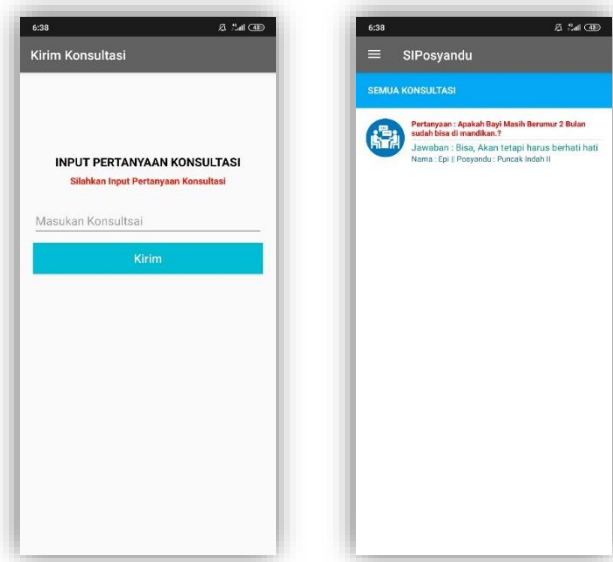 6:38
Kirim Konsultasi
INPUT PERTANYAAN KONSULTASI
Silahkan Input Pertanyaan Konsultasi
Masukan Konsultsai
Kirim
6:38
SIPosyandu
SEMUA KONSULTASI
Pertanyaan : Apakah Bayi Masih Berumur 2 Bulan
sudah bisa di mandikan.?
Jawaban : Bisa, Akan tetapi harus berhati hati
Nama : Epi || Posyandu : Puncak Indah II